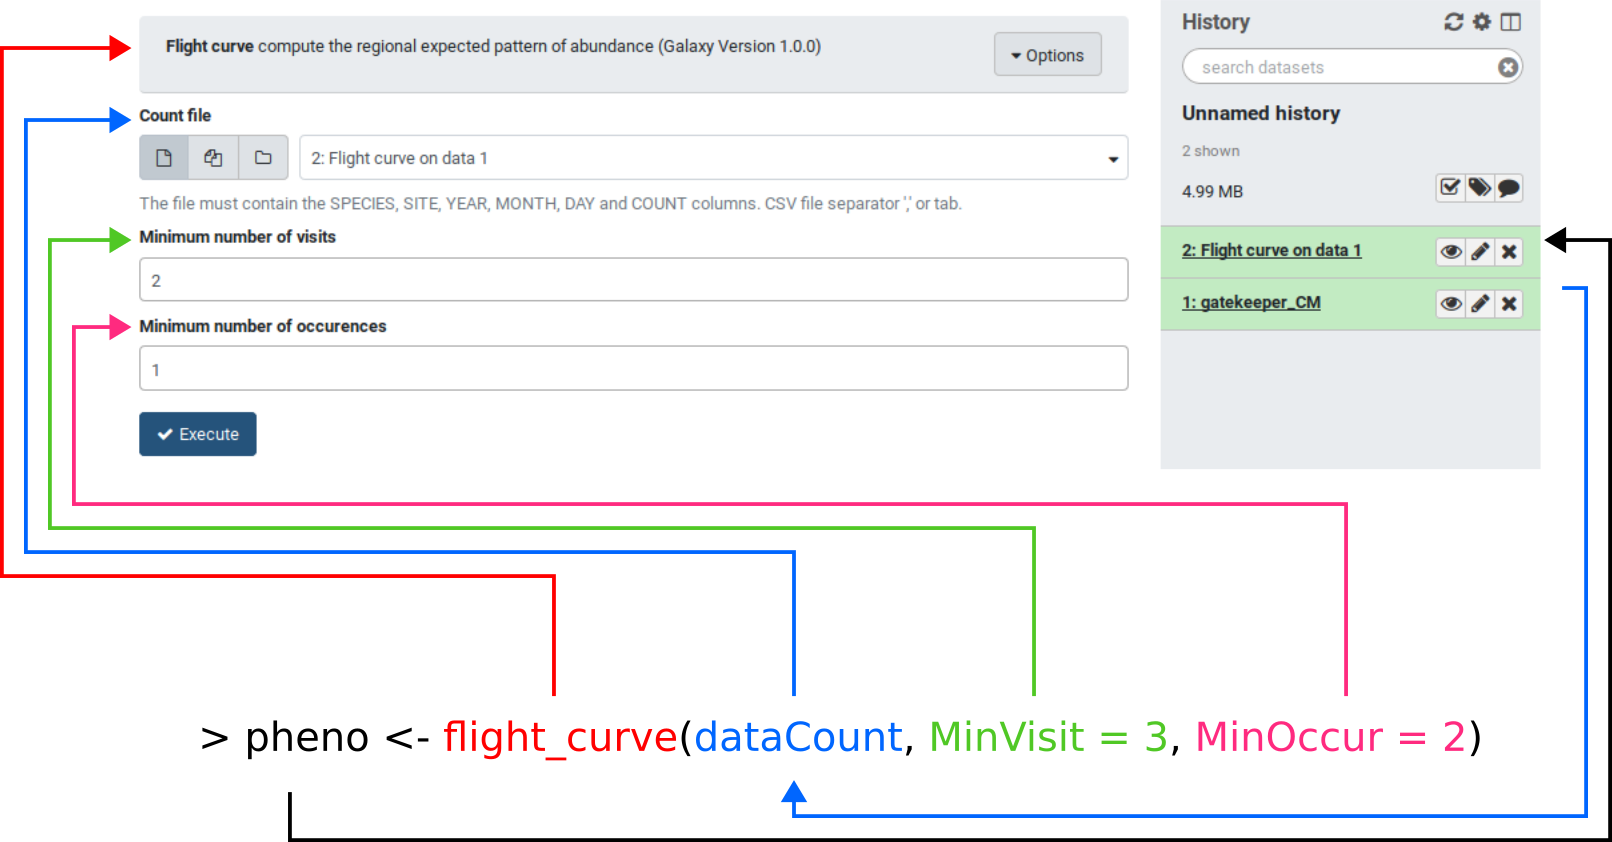 Flight curve compute the regional expected pattern of abundance (Galaxy Version 1.0.0)
Options
Count file
2: Flight curve on data 1
The file must contain the SPECIES, SITE, YEAR, MONTH, DAY and COUNT columns. CSV file separator ',' or tab.
Minimum number of visits
2
Minimum number of occurences
1
Execute
History
search datasets
Unnamed history
2 shown
4.99 MB
2: Flight curve on data 1
1: gatekeeper_CM
> pheno <- flight_curve(dataCount, MinVisit = 3, MinOccur = 2)